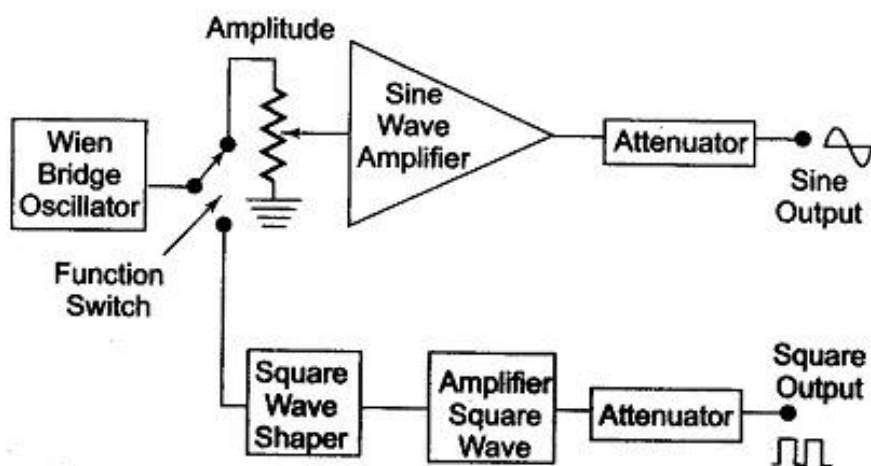 Amplitude
Sine
Wave
Amplifier
Attenuator
Sine
Output
Wien
Bridge
Oscillator
Function
Switch
Square
Wave
Shaper
Amplifier
Square
Wave
Attenuator
Square
Output